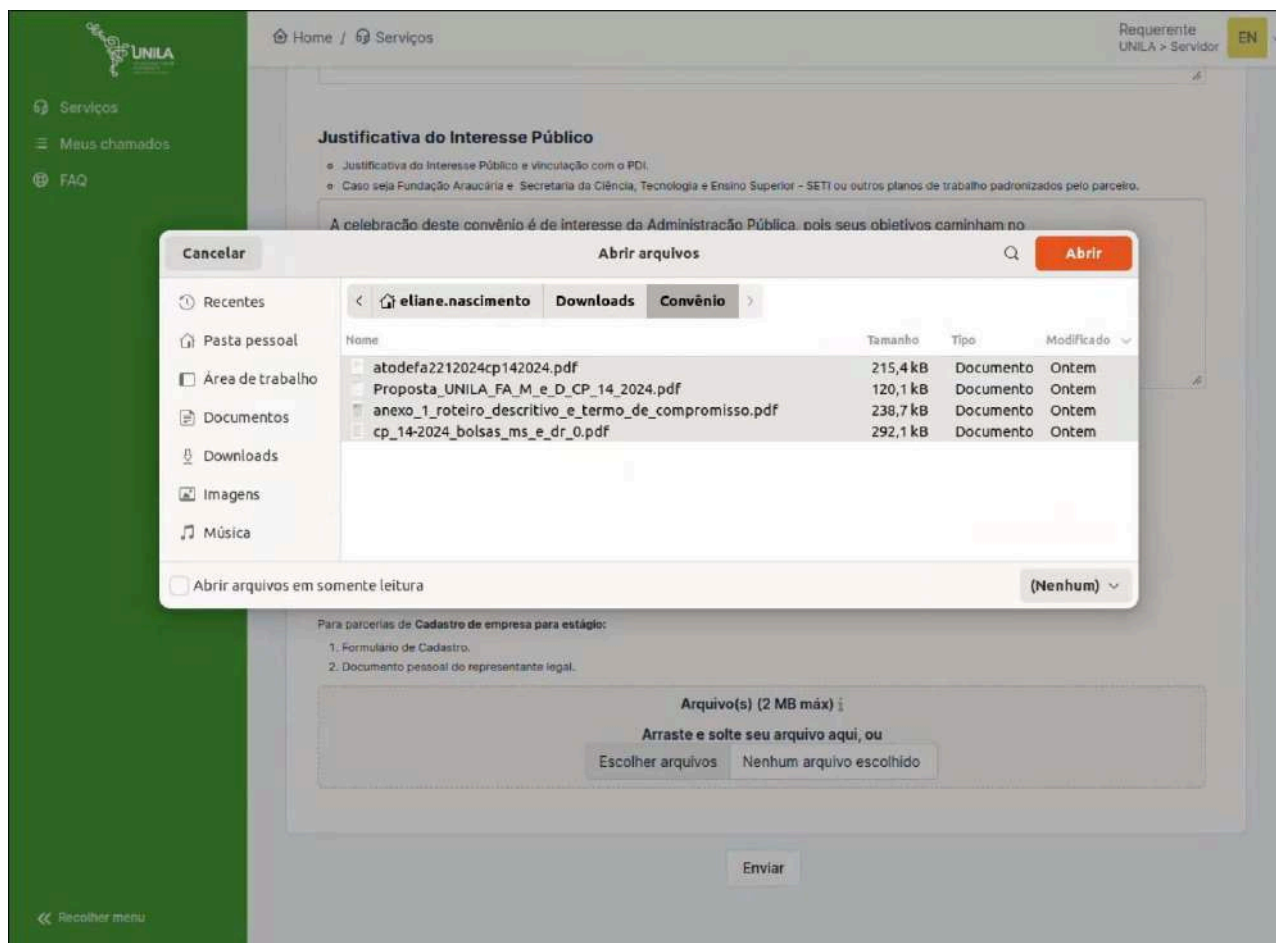 UNILA
Home / Serviços
Requerente
UNILA > Servidor
EN
Serviços
Meus chamados
FAQ
Justificativa do Interesse Público
Justificativa do Interesse Público e vinculação com o PDI.
Caso seja Fundação Araucária e Secretaria da Ciência, Tecnologia e Ensino Superior - SETI ou outros planos de trabalho padronizados pelo parceiro.
A celebração deste convênio é de interesse da Administração Pública, pois seus objetivos caminham no
Cancelar
Abrir arquivos
Abrir
Recentes
Pasta pessoal
Área de trabalho
Documentos
Downloads
Imagens
Música
eliane.nascimento Downloads Convênio
Nome Tamanho Tipo Modificado
atodefa2212024cp142024.pdf 215,4 kB Documento Ontem
Proposta_UNILA_FA_M_e_D_CP_14_2024.pdf 120,1 kB Documento Ontem
anexo_1_roteiro_descritivo_e_termo_de_compromisso.pdf 238,7 kB Documento Ontem
cp_14-2024_bolsas_ms_e_dr_0.pdf 292,1 kB Documento Ontem
Abrir arquivos em somente leitura
(Nenhum)
Para parcerias de Cadastro de empresa para estágio:
1. Formulário de Cadastro.
2. Documento pessoal do representante legal.
Arquivo(s) (2 MB máx) i
Arraste e solte seu arquivo aqui, ou
Escolher arquivos Nenhum arquivo escolhido
Enviar
Recolher menu